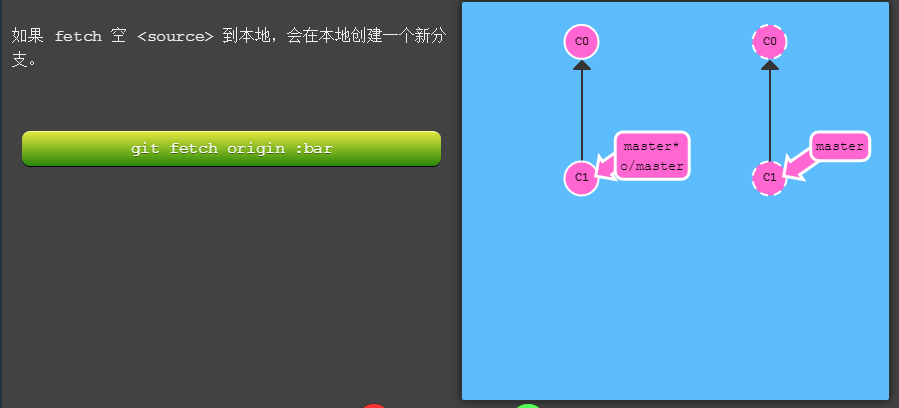 如果 fetch 空 <source> 到本地，会在本地创建一个新分
支。
git fetch origin :bar
C0
C0
master*
o/master
master
C1
C1